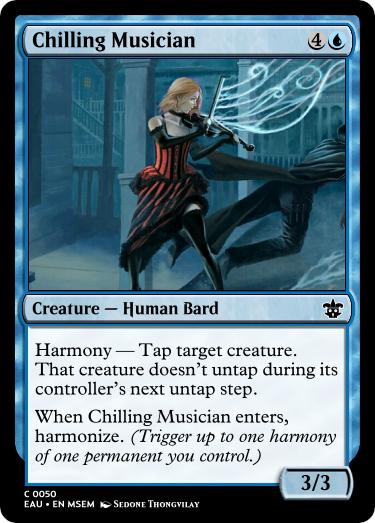 Chilling Musician 4
Creature — Human Bard
Harmony — Tap target creature.
That creature doesn't untap during its
controller's next untap step.
When Chilling Musician enters,
harmonize. (Trigger up to one harmony
of one permanent you control.)
3/3
C 0050
EAU • EN MSEM Sedone Thongvilay